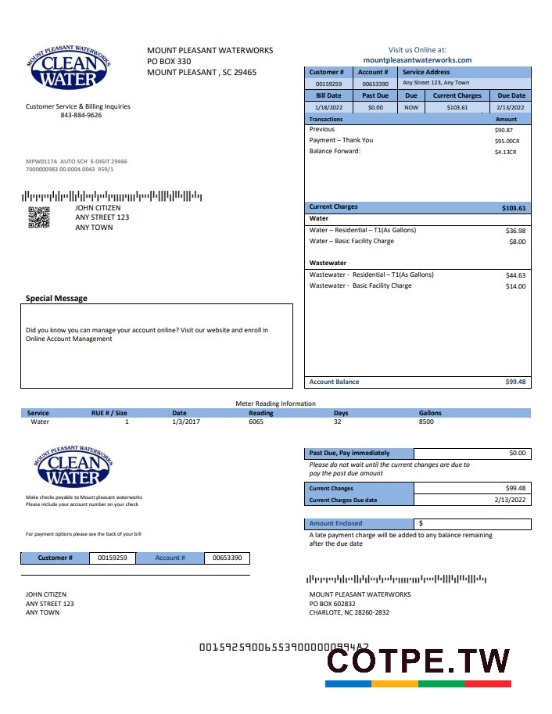 MOUNT PLEASANT WATERWORKS
CLEAN
WATER
Customer Service & Billing Inquiries
843-884-9626
MOUNT PLEASANT WATERWORKS
PO BOX 330
MOUNT PLEASANT , SC 29465
Visit us Online at:
mountpleasantwaterworks.com
Customer # Account # Service Address
00159259 00653390 Any Street 123, Any Town
Bill Date Past Due Due Current Charges Due Date
1/18/2022 $0.00 NOW $103.61 2/13/2022
Transactions Amount
Previous $90.87
Payment – Thank You $95.00CR
Balance Forward: $4.13CR
MPW0117A AUTO SCH 5-DIGIT 29466
7000000983 00.0004.0043 959/1
JOHN CITIZEN
ANY STREET 123
ANY TOWN
Current Charges $103.61
Water
Water – Residential – T1(As Gallons) $36.98
Water – Basic Facility Charge $8.00
Wastewater
Wastewater - Residential – T1(As Gallons) $44.63
Wastewater - Basic Facility Charge $14.00
Account Balance $99.48
Special Message
Did you know you can manage your account online? Visit our website and enroll in
Online Account Management
Meter Reading Information
Service RUE # / Size Date Reading Days Gallons
Water 1 1/3/2017 6065 32 8500
MOUNT PLEASANT WATERWORKS
CLEAN
WATER
Make checks payable to Mount pleasant waterworks
Please include your account number on your check
For payment options please see the back of your bill
Customer # 00159259 Account # 00653390
Past Due, Pay immediately $0.00
Please do not wait until the current changes are due to
pay the past due amount
Current Charges $99.48
Current Charges Due date 2/13/2022
Amount Enclosed $
A late payment charge will be added to any balance remaining
after the due date
JOHN CITIZEN
ANY STREET 123
ANY TOWN
MOUNT PLEASANT WATERWORKS
PO BOX 602832
CHARLOTE, NC 28260-2832
COTPE.TW